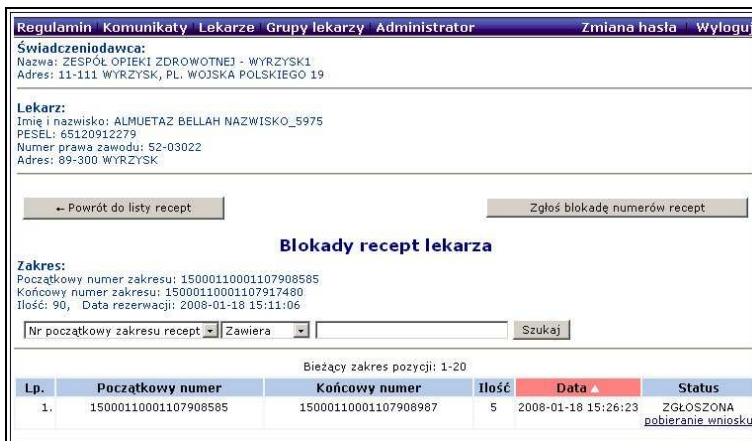 Regulamin Komunikaty Lekarze Grupy lekarzy Administrator Zmiana hasła Wyloguj
Świadczeniodawca:
Nazwa: ZESPÓŁ OPIEKI ZDROWOTNEJ - WYRZYSK1
Adres: 11-111 WYRZYSK, PL. WOJSKA POLSKIEGO 19
Lekarz:
Imię i nazwisko: ALMUETAZ BELLAH NAZWISKO_5975
PESEL: 65120912279
Numer prawa zawodu: 52-03022
Adres: 89-300 WYRZYSK
← Powrót do listy recept Zgłoś blokadę numerów recept
Blokady recept lekarza
Zakres:
Początkowy numer zakresu: 15000110001107908585
Końcowy numer zakresu: 15000110001107917480
Ilość: 90, Data rezerwacji: 2008-01-18 15:11:06
Nr początkowy zakresu recept Zawiera Szukaj
Bieżący zakres pozycji: 1-20
Lp. Początkowy numer Końcowy numer Ilość Data Status
1. 15000110001107908585 15000110001107908987 5 2008-01-18 15:26:23 ZGŁOSZONA
pobieranie wniosku